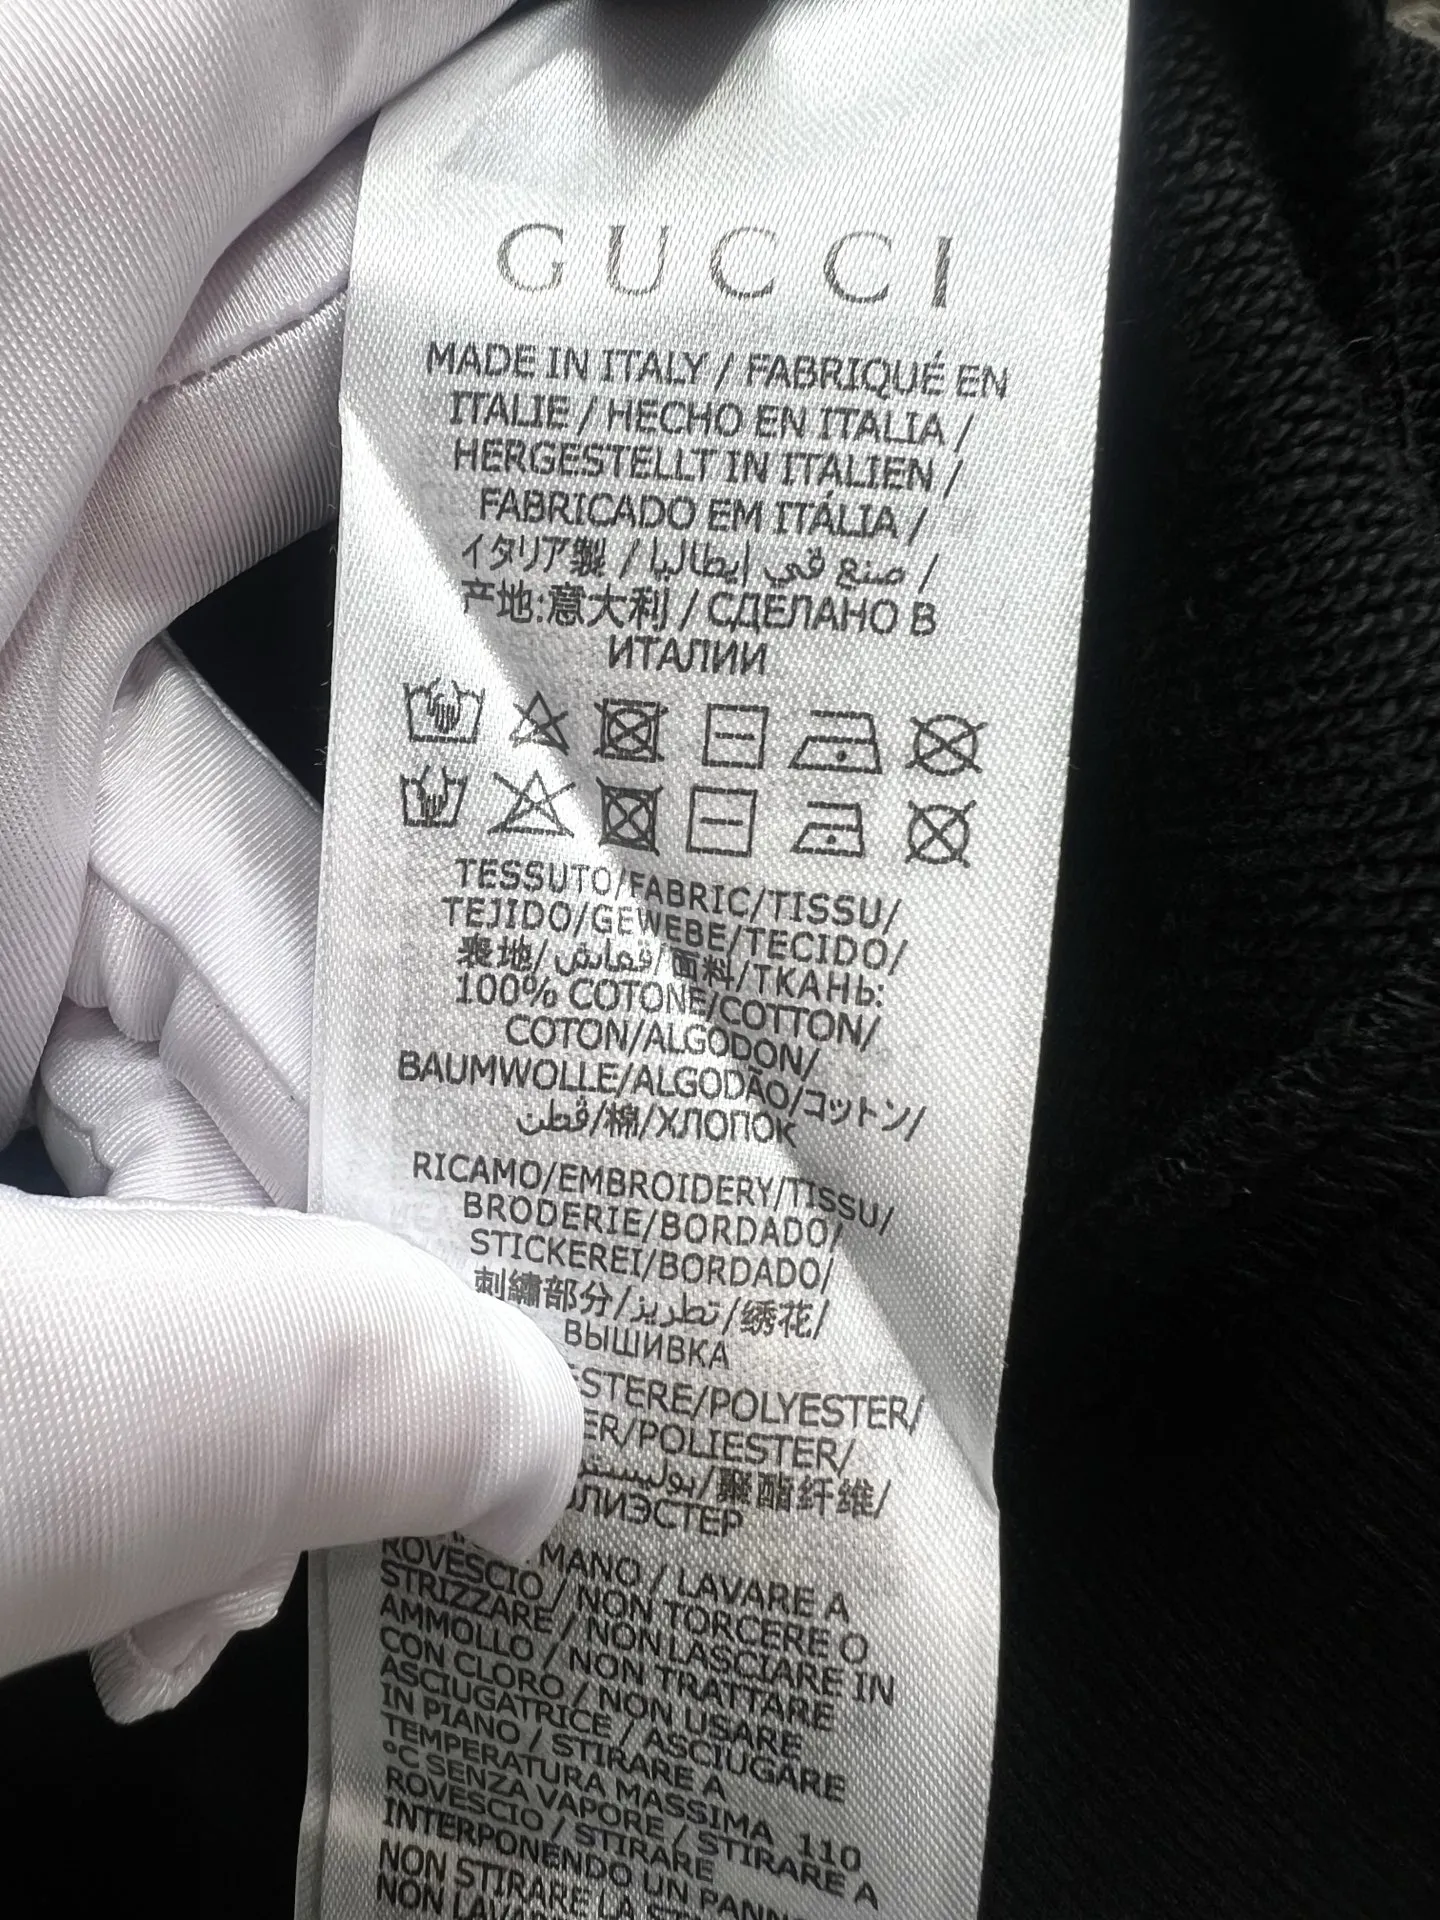 GUCCI
MADE IN ITALY / FABRIQUÉ EN
ITALIE / HECHO EN ITALIA /
HERGESTELLT IN ITALIEN /
FABRICADO EM ITÁLIA /
イタリア製 / صنع في إيطاليا /
产地:意大利 / СДЕЛАНО В
ИТАЛИИ
TESSUTO/FABRIC/TISSU/
TEJIDO/GEWEBE/TECIDO/
表地/قماش/面料/ТКАНЬ:
100% COTONE/COTTON/
COTON/ALGODON/
BAUMWOLLE/ALGODÃO/コットン/
قطن/棉/ХЛОПОК
RICAMO/EMBROIDERY/TISSU/
BRODERIE/BORDADO/
STICKEREI/BORDADO/
刺繍部分/تطريز/绣花/
ВЫШИВКА
ESTERE/POLYESTER/
ER/POLIESTER/
بوليستر/聚酯纤维/
ЛИЭСТЕР
MANO / LAVARE A
ROVESCIO / NON TORCERE O
STRIZZARE / NON LASCIARE IN
AMMOLLO / NON TRATTARE
CON CLORO / NON USARE
ASCIUGATRICE / ASCIUGARE
IN PIANO / STIRARE A
TEMPERATURA MASSIMA 110
°C SENZA VAPORE / STIRARE A
ROVESCIO / STIRARE
INTERPONENDO UN PANN
NON STIRARE LA
NON